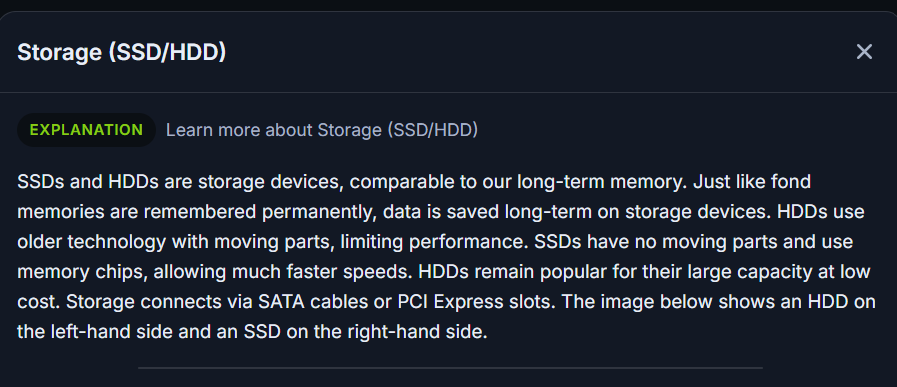 Storage (SSD/HDD)
EXPLANATION Learn more about Storage (SSD/HDD)
SSDs and HDDs are storage devices, comparable to our long-term memory. Just like fond
memories are remembered permanently, data is saved long-term on storage devices. HDDs use
older technology with moving parts, limiting performance. SSDs have no moving parts and use
memory chips, allowing much faster speeds. HDDs remain popular for their large capacity at low
cost. Storage connects via SATA cables or PCI Express slots. The image below shows an HDD on
the left-hand side and an SSD on the right-hand side.